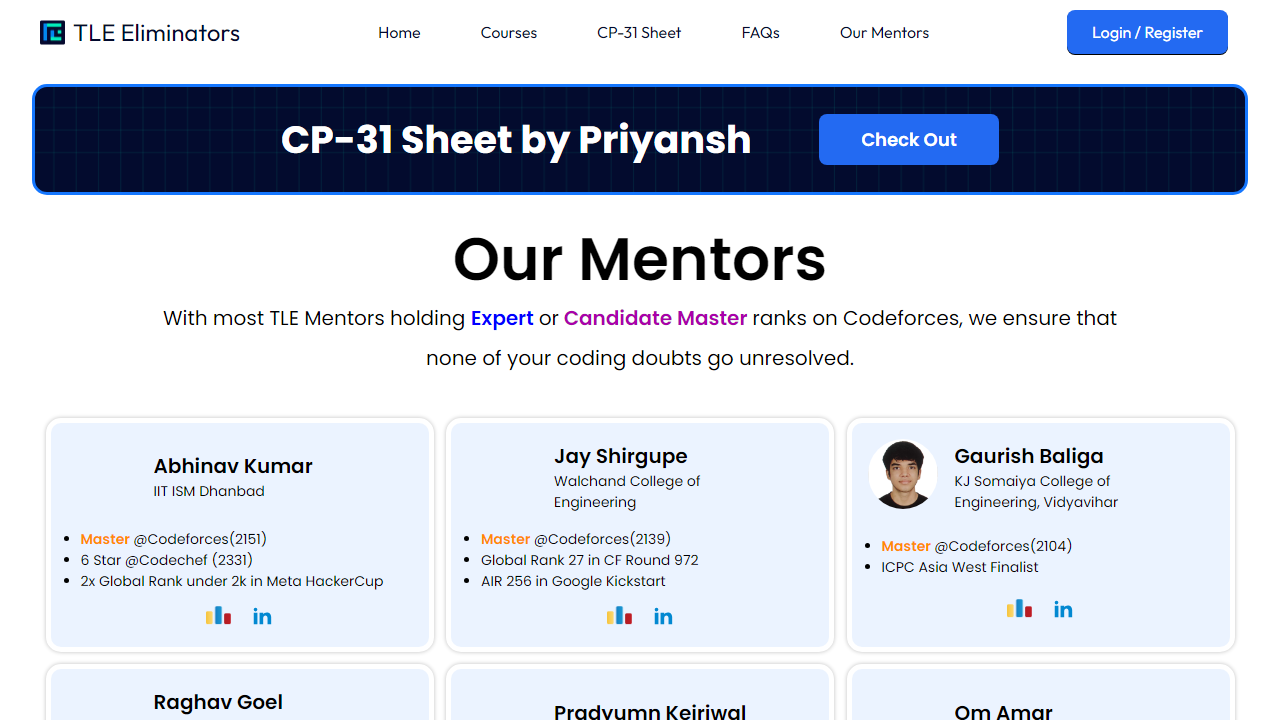 TLE Eliminators
Home
Courses
CP-31 Sheet
FAQs
Our Mentors
Login / Register
CP-31 Sheet by Priyansh
Check Out
Our Mentors
With most TLE Mentors holding Expert or Candidate Master ranks on Codeforces, we ensure that
none of your coding doubts go unresolved.
Abhinav Kumar
IIT ISM Dhanbad
Master @Codeforces(2151)
6 Star @Codechef (2331)
2x Global Rank under 2k in Meta HackerCup
in
Jay Shirgupe
Walchand College of
Engineering
Master @Codeforces(2139)
Global Rank 27 in CF Round 972
AIR 256 in Google Kickstart
in
Gaurish Baliga
KJ Somaiya College of
Engineering, Vidyavihar
Master @Codeforces(2104)
ICPC Asia West Finalist
in
Raghav Goel
Pradyumn Kejriwal
Om Amar